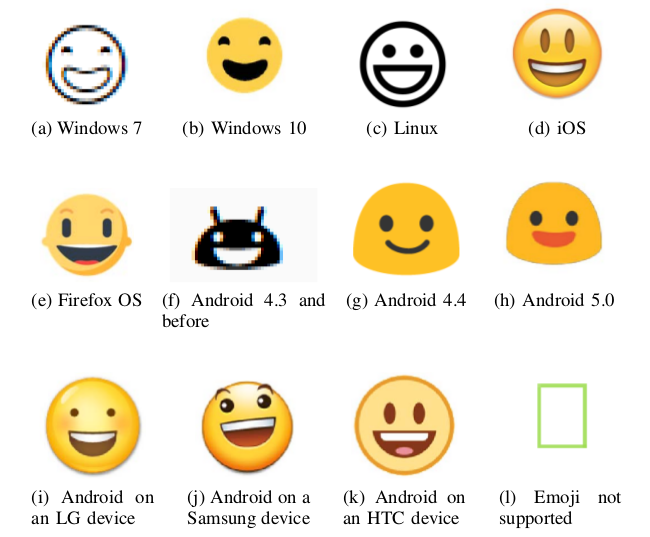 (a) Windows 7
(b) Windows 10
(c) Linux
(d) iOS
(e) Firefox OS
(f) Android 4.3 and
before
(g) Android 4.4
(h) Android 5.0
(i) Android on
an LG device
(j) Android on a
Samsung device
(k) Android on
an HTC device
(l) Emoji not
supported